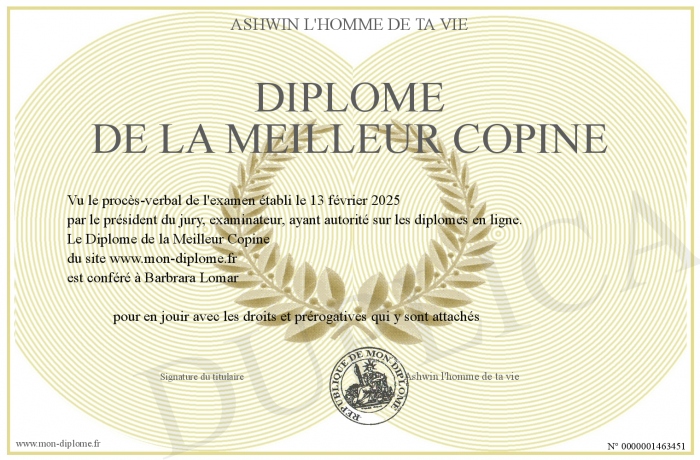 ASHWIN L'HOMME DE TA VIE
DIPLOME
DE LA MEILLEUR COPINE
Vu le procès-verbal de l'examen établi le 13 février 2025
par le président du jury, examinateur, ayant autorité sur les diplomes en ligne.
Le Diplome de la Meilleur Copine
du site www.mon-diplome.fr
est conféré à Barbrara Lomar
pour en jouir avec les droits et prérogatives qui y sont attachés
DUPLICATA
Signature du titulaire
REPUBLIQUE DE MON-DIPLOME
Ashwin l'homme de ta vie
www.mon-diplome.fr
N° 0000001463451